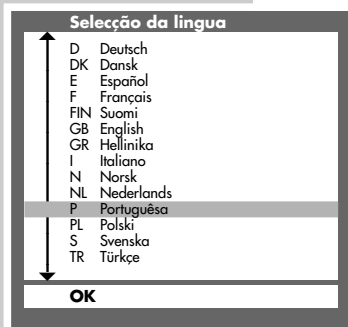 Selecção da lingua
D Deutsch
DK Dansk
E Español
F Français
FIN Suomi
GB English
GR Hellinika
I Italiano
N Norsk
NL Nederlands
P Portuguêsa
PL Polski
S Svenska
TR Türkçe
OK